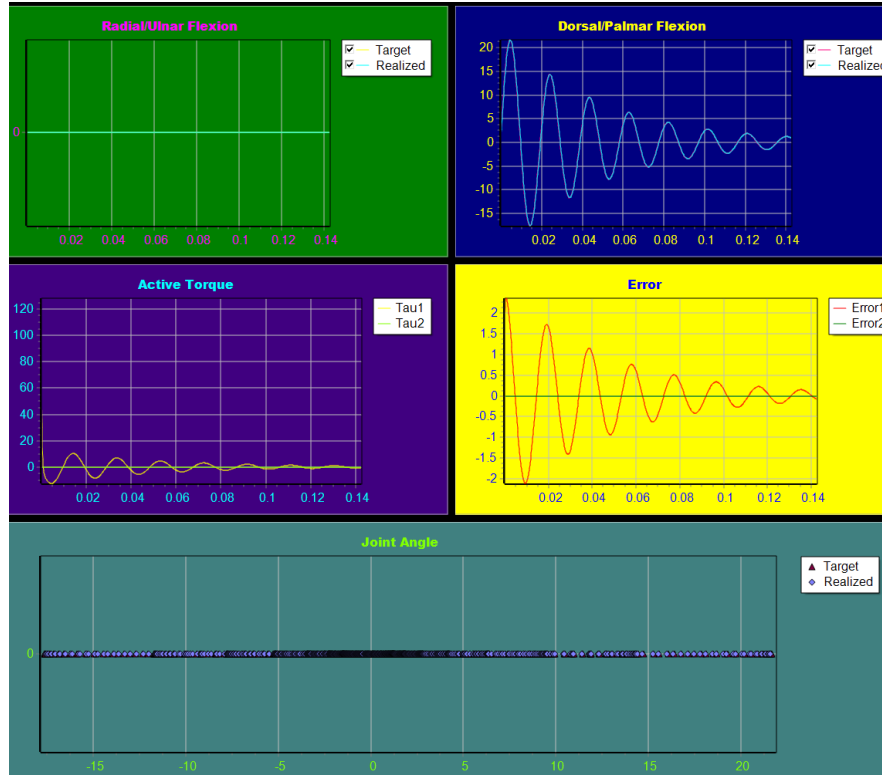 Radial/Ulnar Flexion
Target
Realized
0
0.02 0.04 0.06 0.08 0.1 0.12 0.14
Dorsal/Palmar Flexion
Target
Realized
20
15
10
5
0
-5
-10
-15
0.02 0.04 0.06 0.08 0.1 0.12 0.14
Active Torque
Tau1
Tau2
120
100
80
60
40
20
0
0.02 0.04 0.06 0.08 0.1 0.12 0.14
Error
Error1
Error2
2
1.5
1
0.5
0
-0.5
-1
-1.5
-2
0.02 0.04 0.06 0.08 0.1 0.12 0.14
Joint Angle
Target
Realized
0
-15 -10 -5 0 5 10 15 20